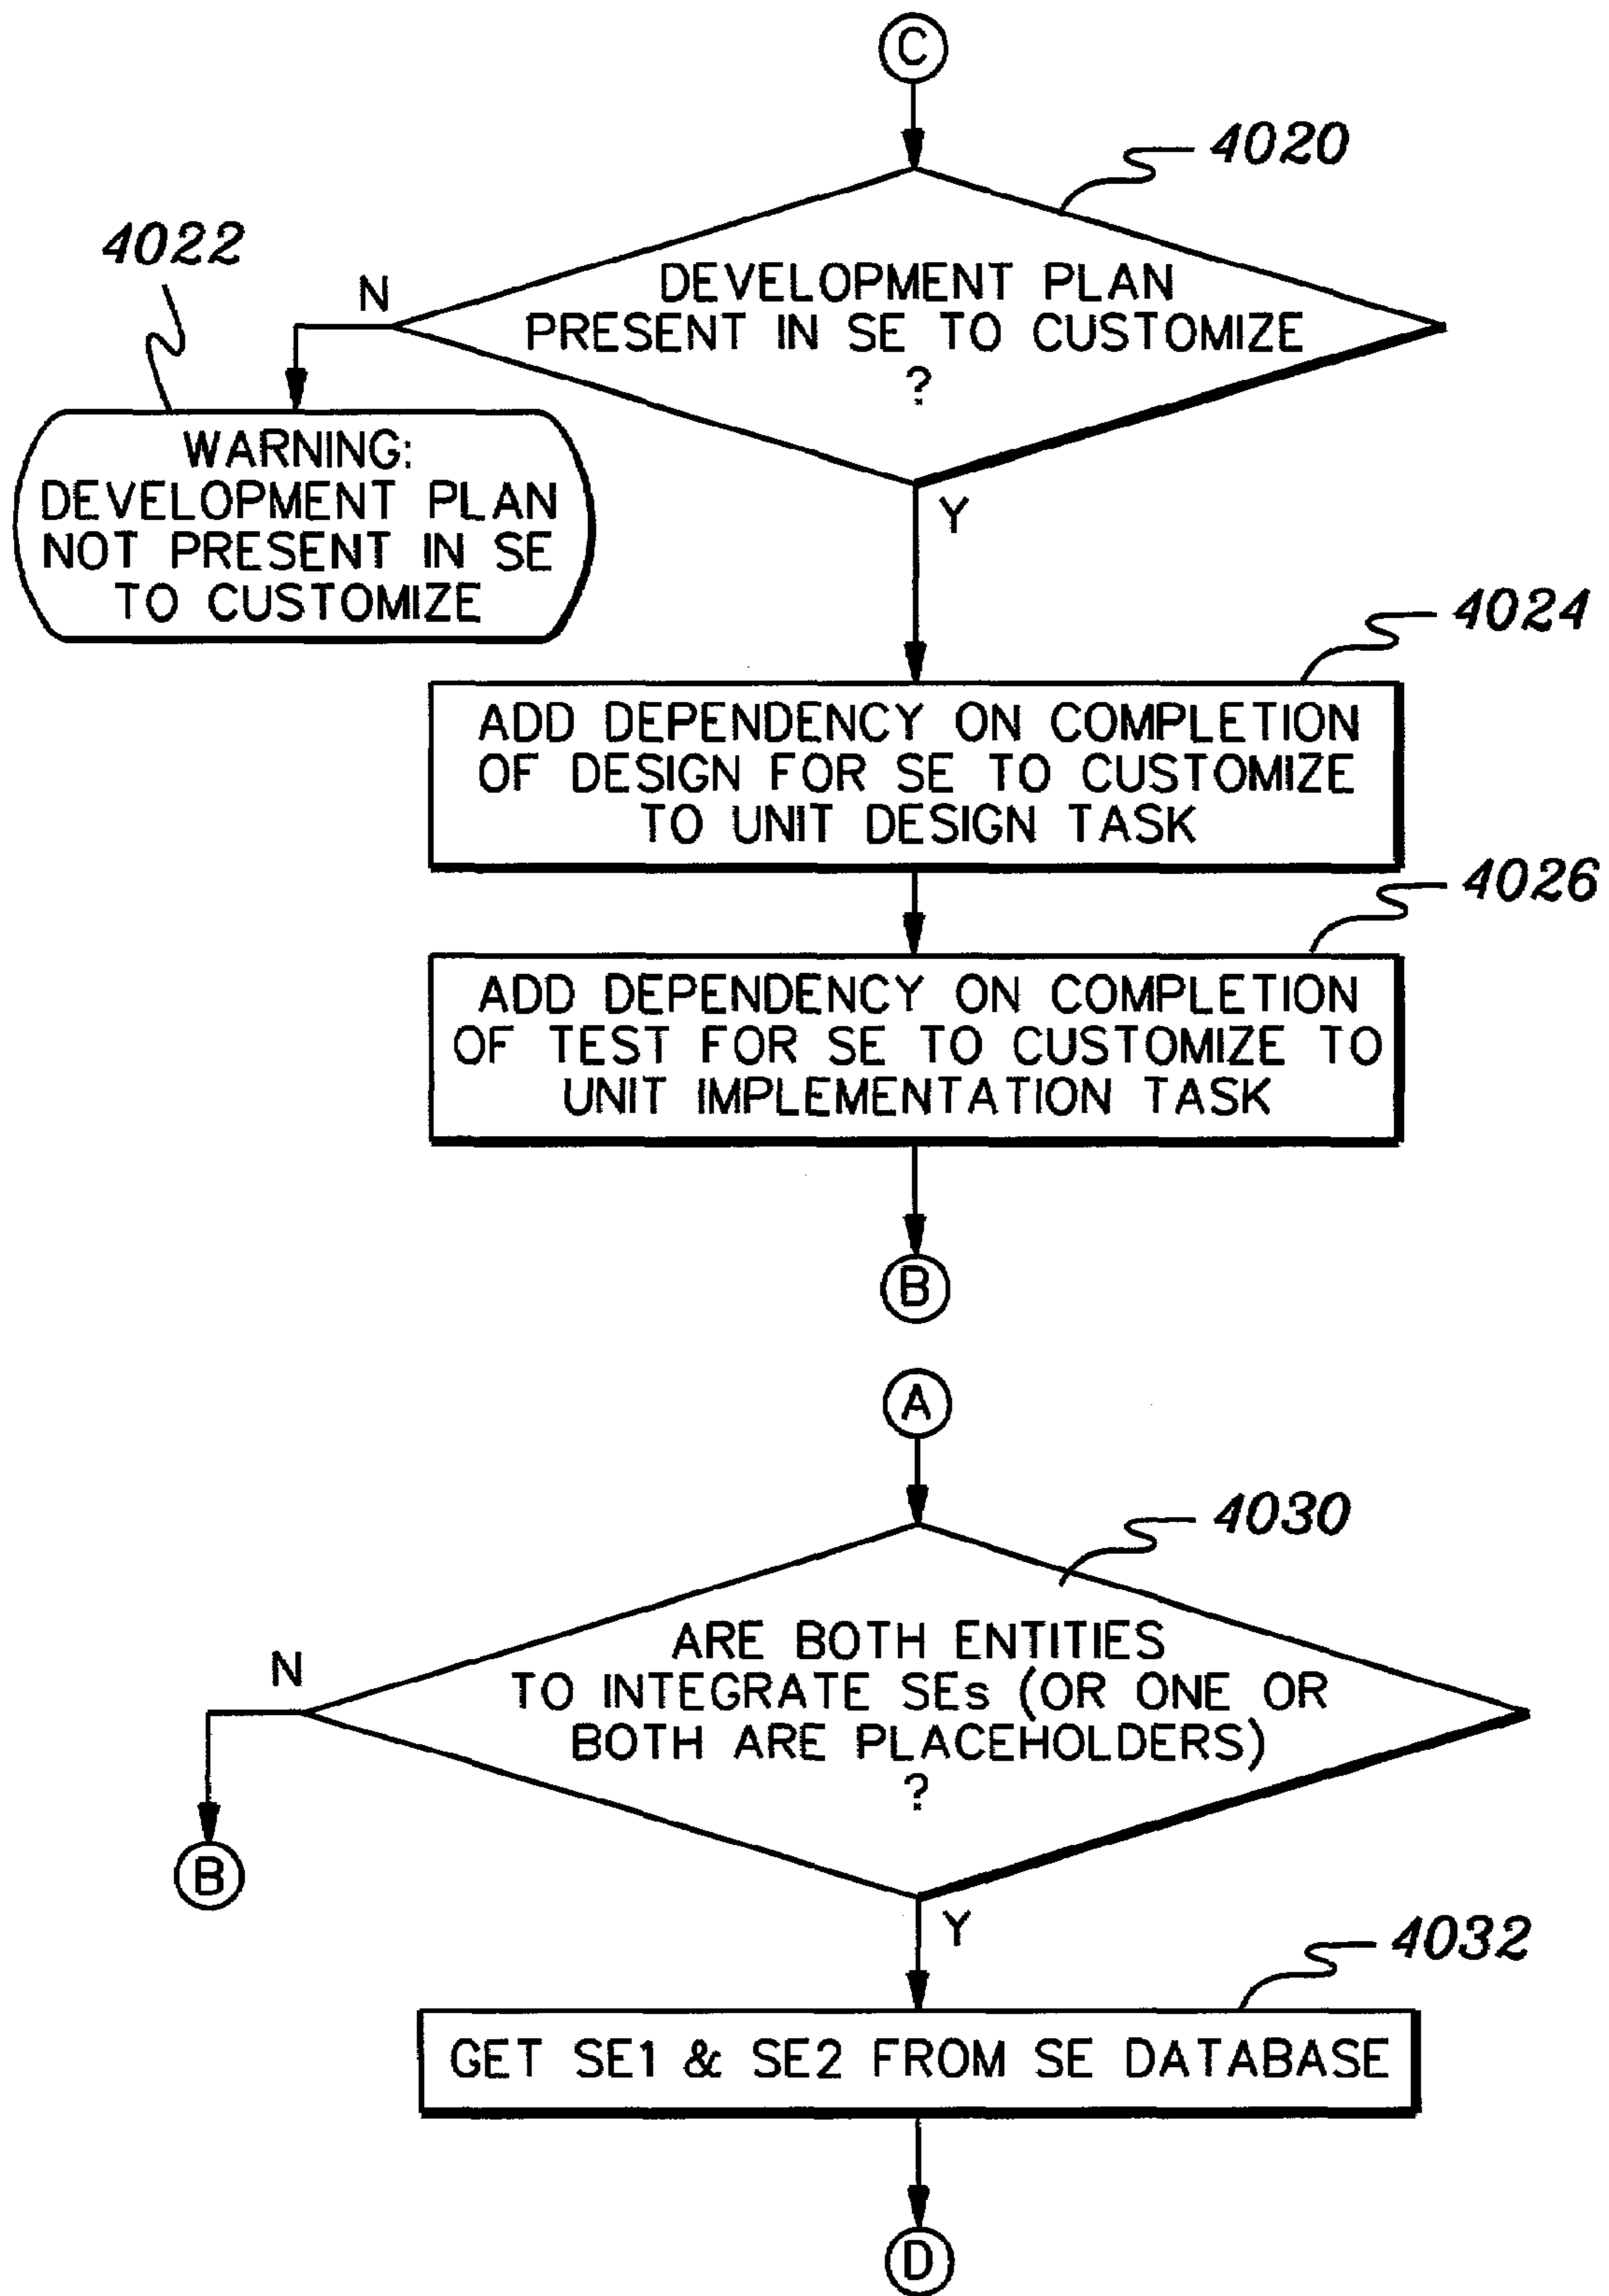 C
4020
4022
N
DEVELOPMENT PLAN
PRESENT IN SE TO CUSTOMIZE
?
WARNING:
DEVELOPMENT PLAN
NOT PRESENT IN SE
TO CUSTOMIZE
Y
4024
ADD DEPENDENCY ON COMPLETION
OF DESIGN FOR SE TO CUSTOMIZE
TO UNIT DESIGN TASK
4026
ADD DEPENDENCY ON COMPLETION
OF TEST FOR SE TO CUSTOMIZE TO
UNIT IMPLEMENTATION TASK
B
A
4030
N
ARE BOTH ENTITIES
TO INTEGRATE SEs (OR ONE OR
BOTH ARE PLACEHOLDERS)
?
B
Y
4032
GET SE1 & SE2 FROM SE DATABASE
D